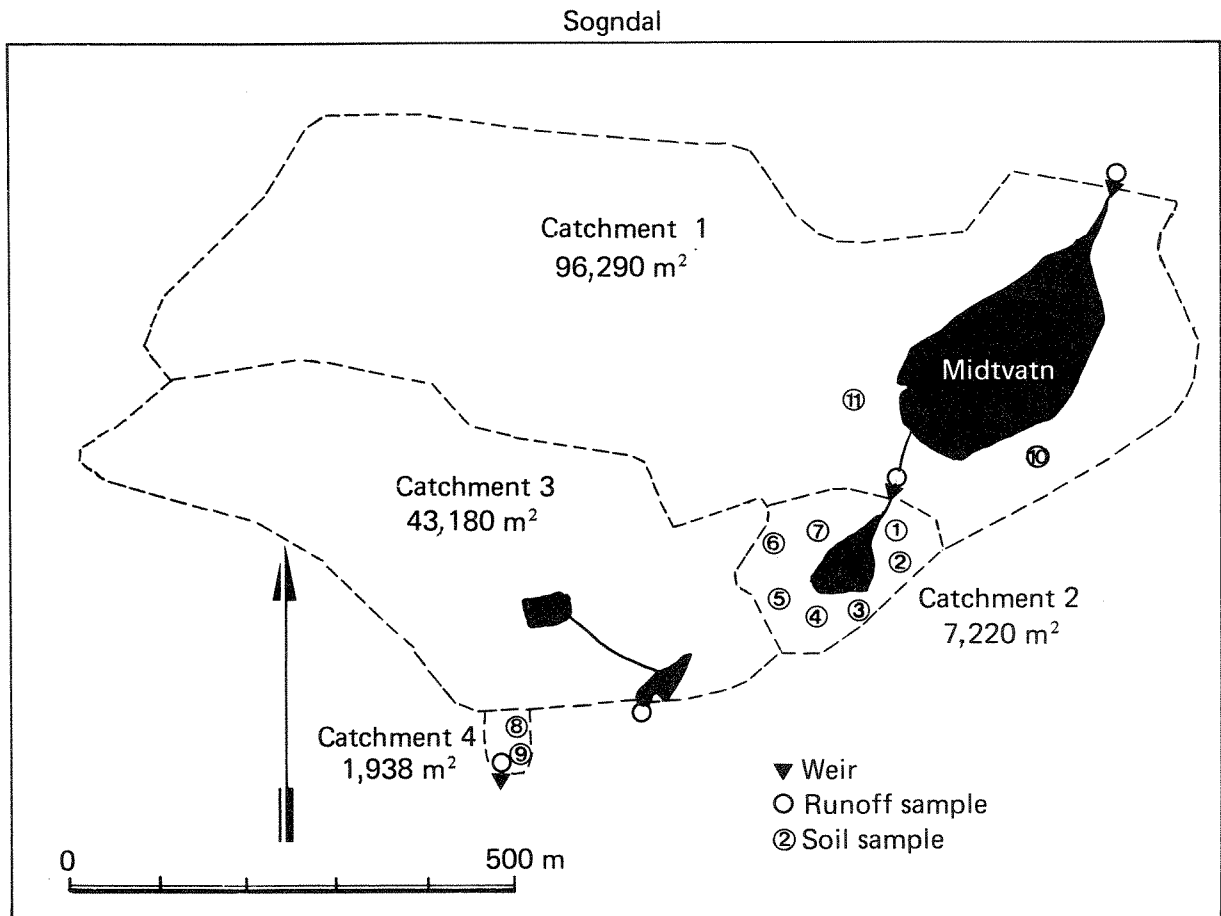 Sogndal
Catchment 1
96,290 m²
Midtvatn
⑪
⑩
Catchment 3
43,180 m²
⑥
⑦
①
②
⑤
④
③
Catchment 2
7,220 m²
Catchment 4
1,938 m²
⑧
⑨
Weir
Runoff sample
② Soil sample
0
500 m